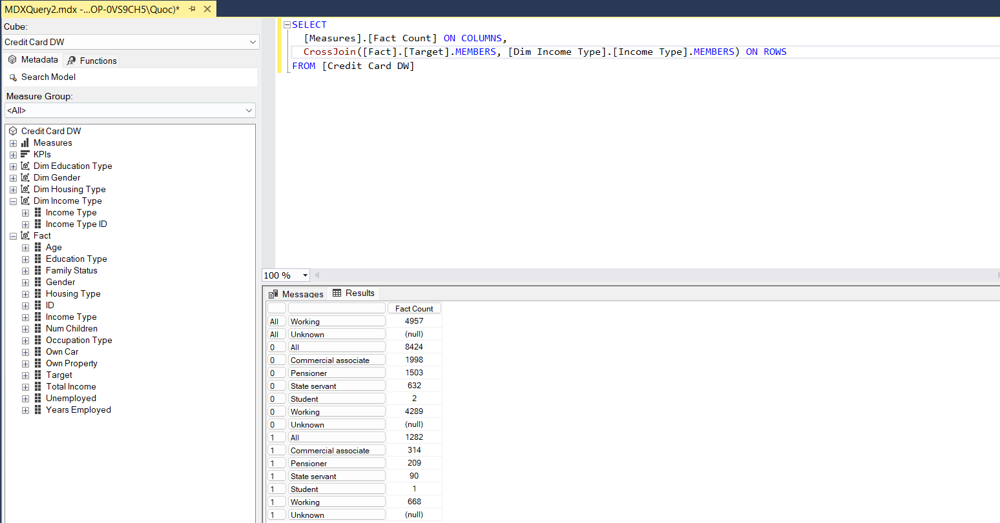 MDXQuery2.mdx -...OP-0VS9CH5\Quoc)*
Cube:
Credit Card DW
Metadata
Functions
Search Model
Measure Group:
<All>
Credit Card DW
Measures
KPIs
Dim Education Type
Dim Gender
Dim Housing Type
Dim Income Type
Income Type
Income Type ID
Fact
Age
Education Type
Family Status
Gender
Housing Type
ID
Income Type
Num Children
Occupation Type
Own Car
Own Property
Target
Total Income
Unemployed
Years Employed
SELECT
[Measures].[Fact Count] ON COLUMNS,
CrossJoin([Fact].[Target].MEMBERS, [Dim Income Type].[Income Type].MEMBERS) ON ROWS
FROM [Credit Card DW]
100 %
Messages
Results
Fact Count
All Working 4957
All Unknown (null)
0 All 8424
0 Commercial associate 1998
0 Pensioner 1503
0 State servant 632
0 Student 2
0 Working 4289
0 Unknown (null)
1 All 1282
1 Commercial associate 314
1 Pensioner 209
1 State servant 90
1 Student 1
1 Working 668
1 Unknown (null)